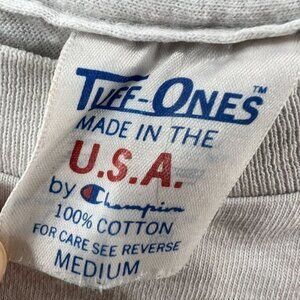 TUFF-ONES™
MADE IN THE
U.S.A.
by Champion
100% COTTON
FOR CARE SEE REVERSE
MEDIUM